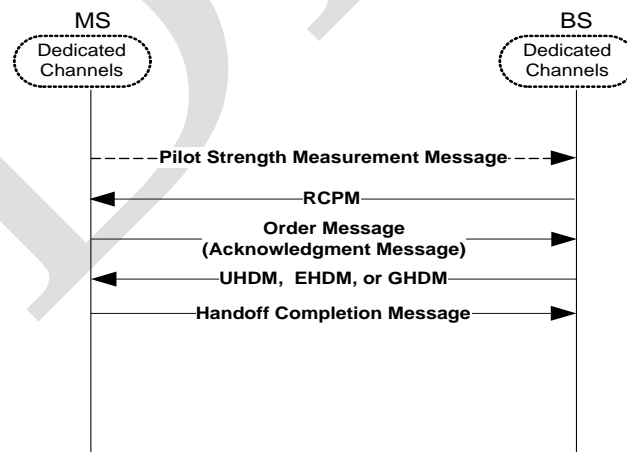 MS
BS
Dedicated
Channels
Dedicated
Channels
Pilot Strength Measurement Message
RCPM
Order Message
(Acknowledgment Message)
UHDM, EHDM, or GHDM
Handoff Completion Message